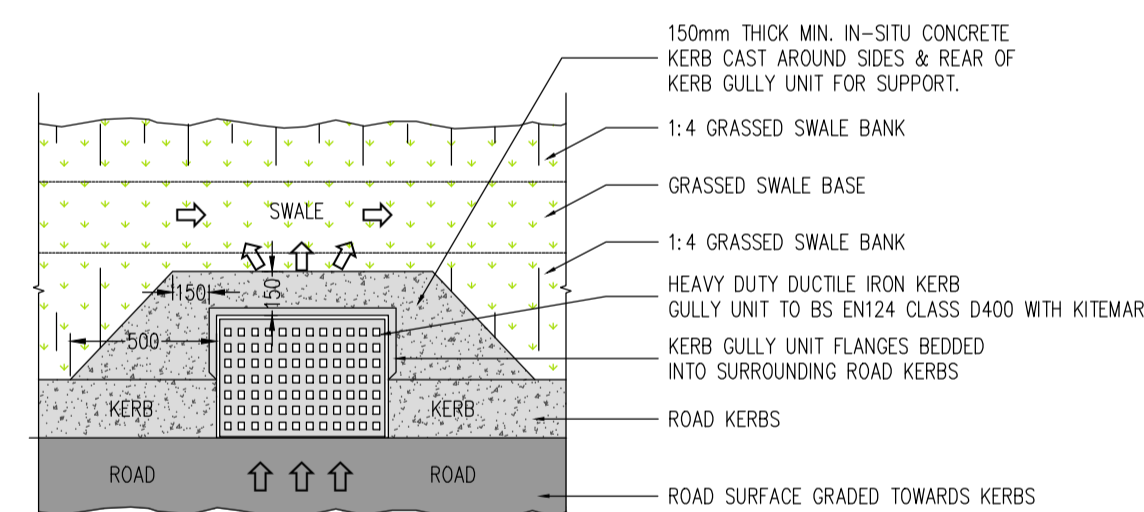 150mm THICK MIN. IN-SITU CONCRETE
KERB CAST AROUND SIDES & REAR OF
KERB GULLY UNIT FOR SUPPORT.
1:4 GRASSED SWALE BANK
GRASSED SWALE BASE
SWALE
1:4 GRASSED SWALE BANK
HEAVY DUTY DUCTILE IRON KERB
GULLY UNIT TO BS EN124 CLASS D400 WITH KITEMAR
150
150
500
KERB GULLY UNIT FLANGES BEDDED
INTO SURROUNDING ROAD KERBS
KERB
KERB
ROAD KERBS
ROAD
ROAD
ROAD SURFACE GRADED TOWARDS KERBS